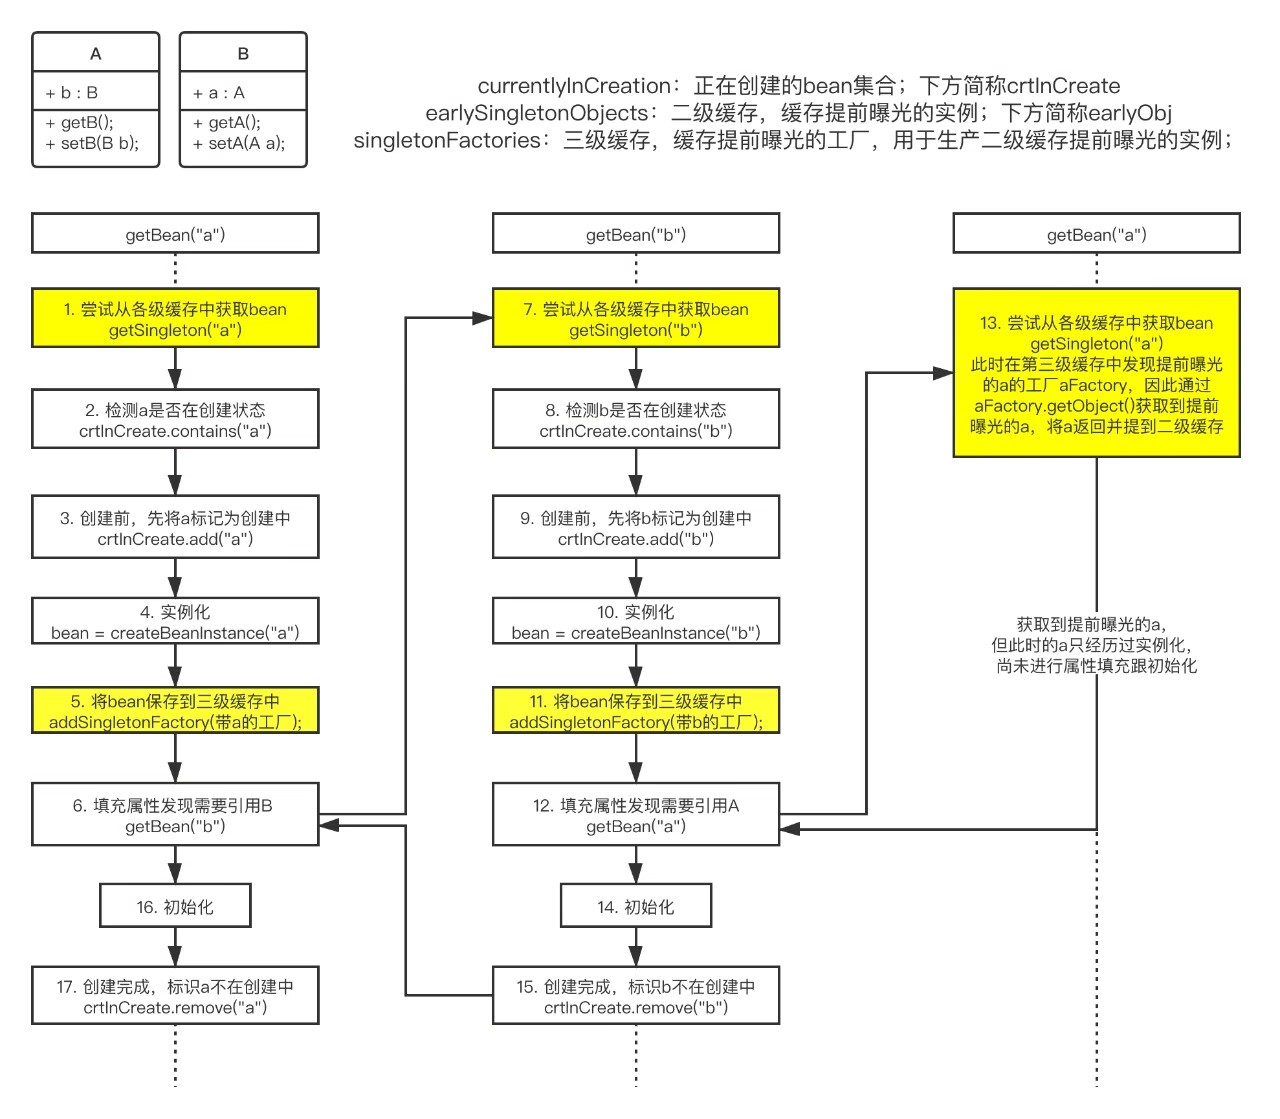 A
+ b : B
+ getB();
+ setB(B b);
B
+ a : A
+ getA();
+ setA(A a);
currentlyInCreation：正在创建的bean集合；下方简称crtInCreate
earlySingletonObjects：二级缓存，缓存提前曝光的实例；下方简称earlyObj
singletonFactories：三级缓存，缓存提前曝光的工厂，用于生产二级缓存提前曝光的实例；
getBean("a")
1. 尝试从各级缓存中获取bean
getSingleton("a")
2. 检测a是否在创建状态
crtInCreate.contains("a")
3. 创建前，先将a标记为创建中
crtInCreate.add("a")
4. 实例化
bean = createBeanInstance("a")
5. 将bean保存到三级缓存中
addSingletonFactory(带a的工厂);
6. 填充属性发现需要引用B
getBean("b")
16. 初始化
17. 创建完成，标识a不在创建中
crtInCreate.remove("a")
getBean("b")
7. 尝试从各级缓存中获取bean
getSingleton("b")
8. 检测b是否在创建状态
crtInCreate.contains("b")
9. 创建前，先将b标记为创建中
crtInCreate.add("b")
10. 实例化
bean = createBeanInstance("b")
11. 将bean保存到三级缓存中
addSingletonFactory(带b的工厂);
12. 填充属性发现需要引用A
getBean("a")
14. 初始化
15. 创建完成，标识b不在创建中
crtInCreate.remove("b")
getBean("a")
13. 尝试从各级缓存中获取bean
getSingleton("a")
此时在第三级缓存中发现提前曝光
的a的工厂aFactory，因此通过
aFactory.getObject()获取到提前
曝光的a，将a返回并提到二级缓存
获取到提前曝光的a，
但此时的a只经历过实例化，
尚未进行属性填充跟初始化